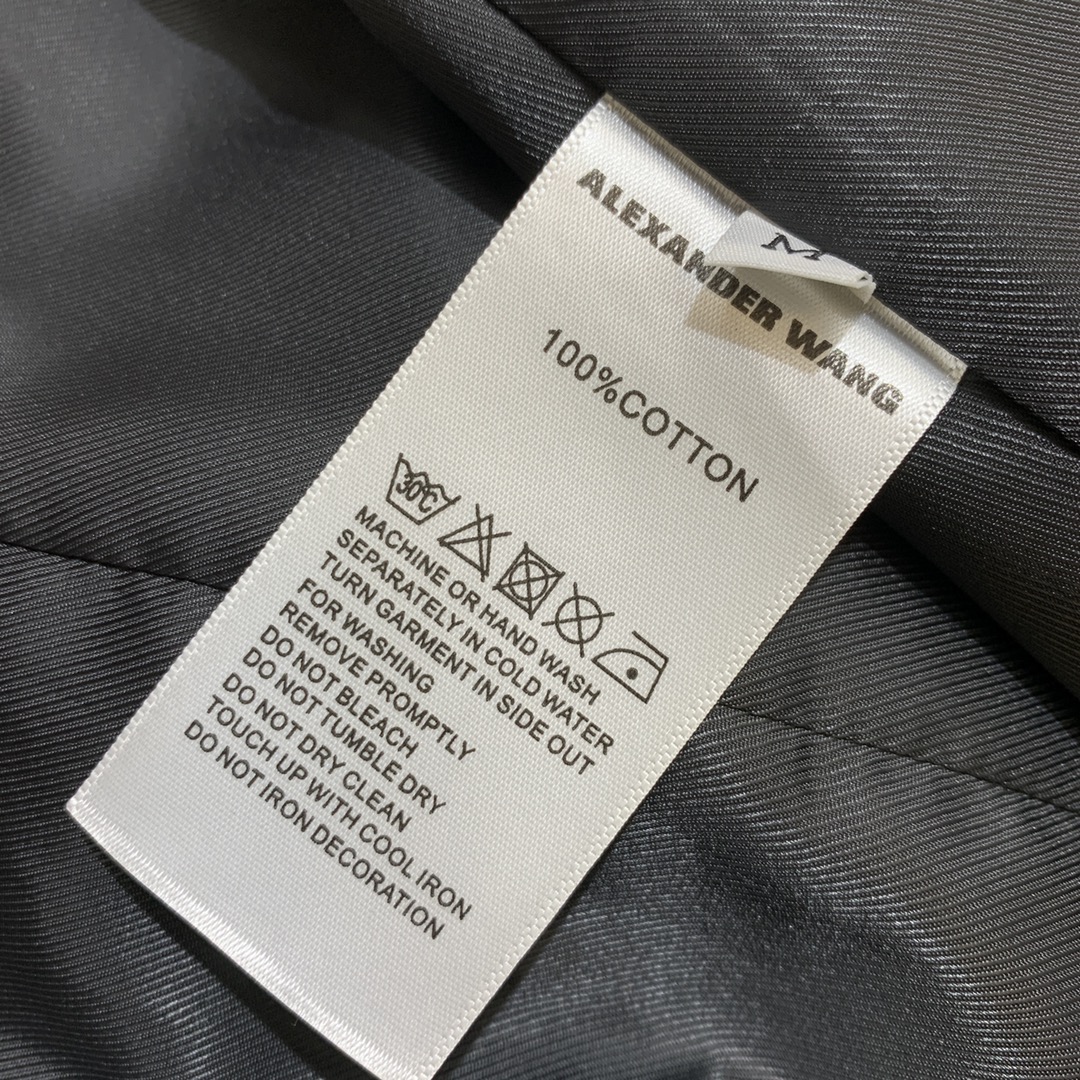 M
ALEXANDER WANG
100%COTTON
30℃
MACHINE OR HAND WASH
SEPARATELY IN COLD WATER
TURN GARMENT IN SIDE OUT
FOR WASHING
REMOVE PROMPTLY
DO NOT BLEACH
DO NOT TUMBLE DRY
DO NOT DRY CLEAN
TOUCH UP WITH COOL IRON
DO NOT IRON DECORATION